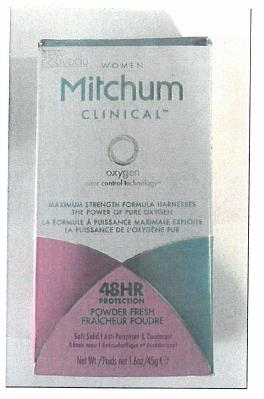 nouveau
WOMEN
Mitchum
CLINICAL™
oxygen
odor control technology™
MAXIMUM STRENGTH FORMULA HARNESSES
THE POWER OF PURE OXYGEN
LA FORMULE À PUISSANCE MAXIMALE EXPLOITE
LA PUISSANCE DE L'OXYGÈNE PUR
48HR
PROTECTION
POWDER FRESH
FRAÎCHEUR POUDRE
Soft Solid | Anti-Perspirant & Deodorant
Net Wt./Poids net 1.6oz/45g e